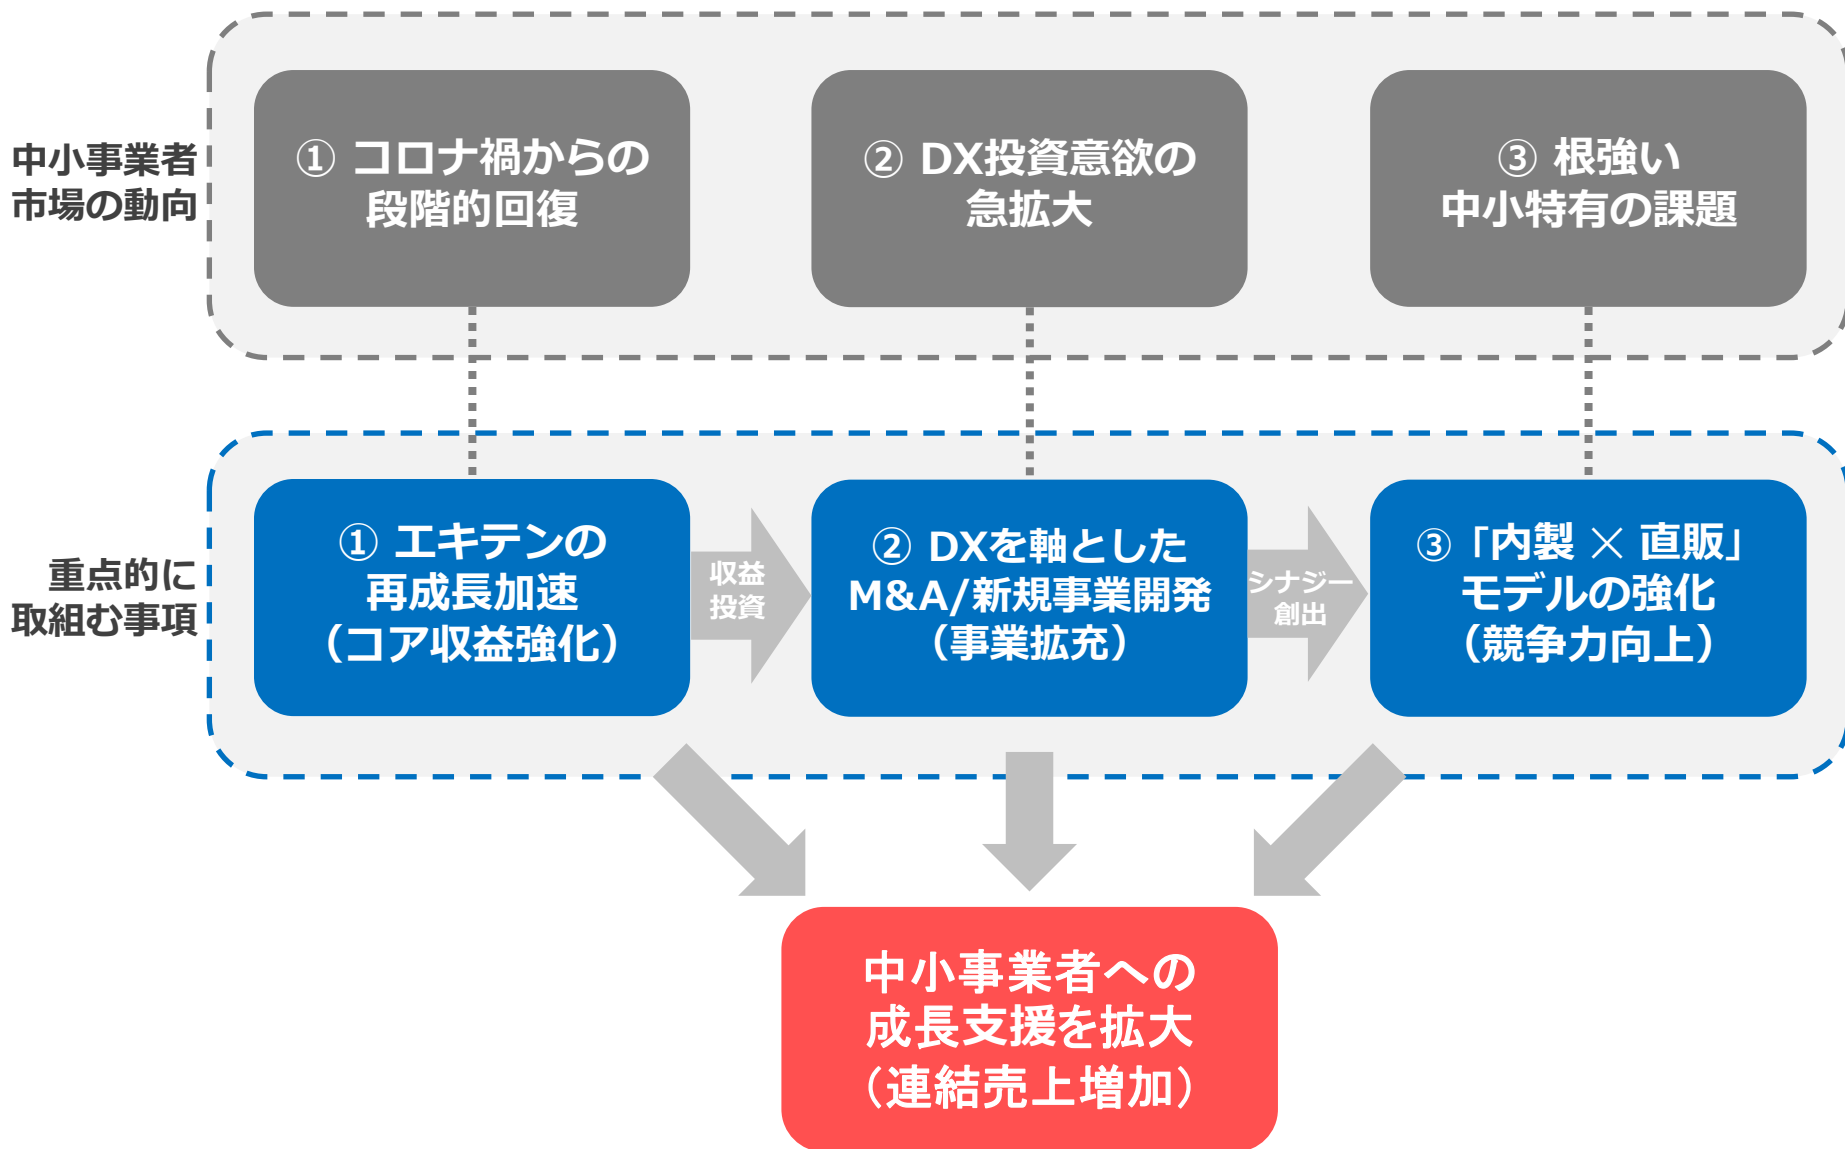 中小事業者
市場の動向
① コロナ禍からの
段階的回復
② DX投資意欲の
急拡大
③ 根強い
中小特有の課題
重点的に
取組む事項
① エキテンの
再成長加速
（コア収益強化）
収益
投資
② DXを軸とした
M&A/新規事業開発
（事業拡充）
シナジー
創出
③「内製 × 直販」
モデルの強化
（競争力向上）
中小事業者への
成長支援を拡大
（連結売上増加）